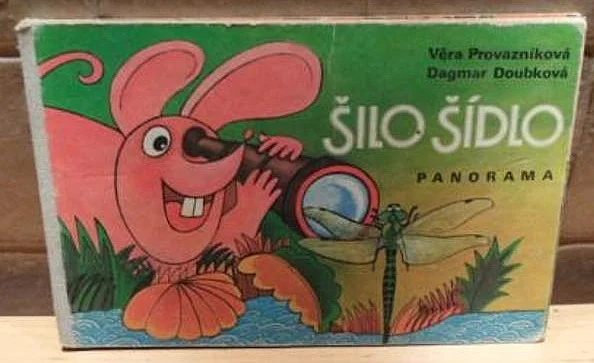 Věra Provazníková
Dagmar Doubková
ŠILO ŠÍDLO
PANORAMA